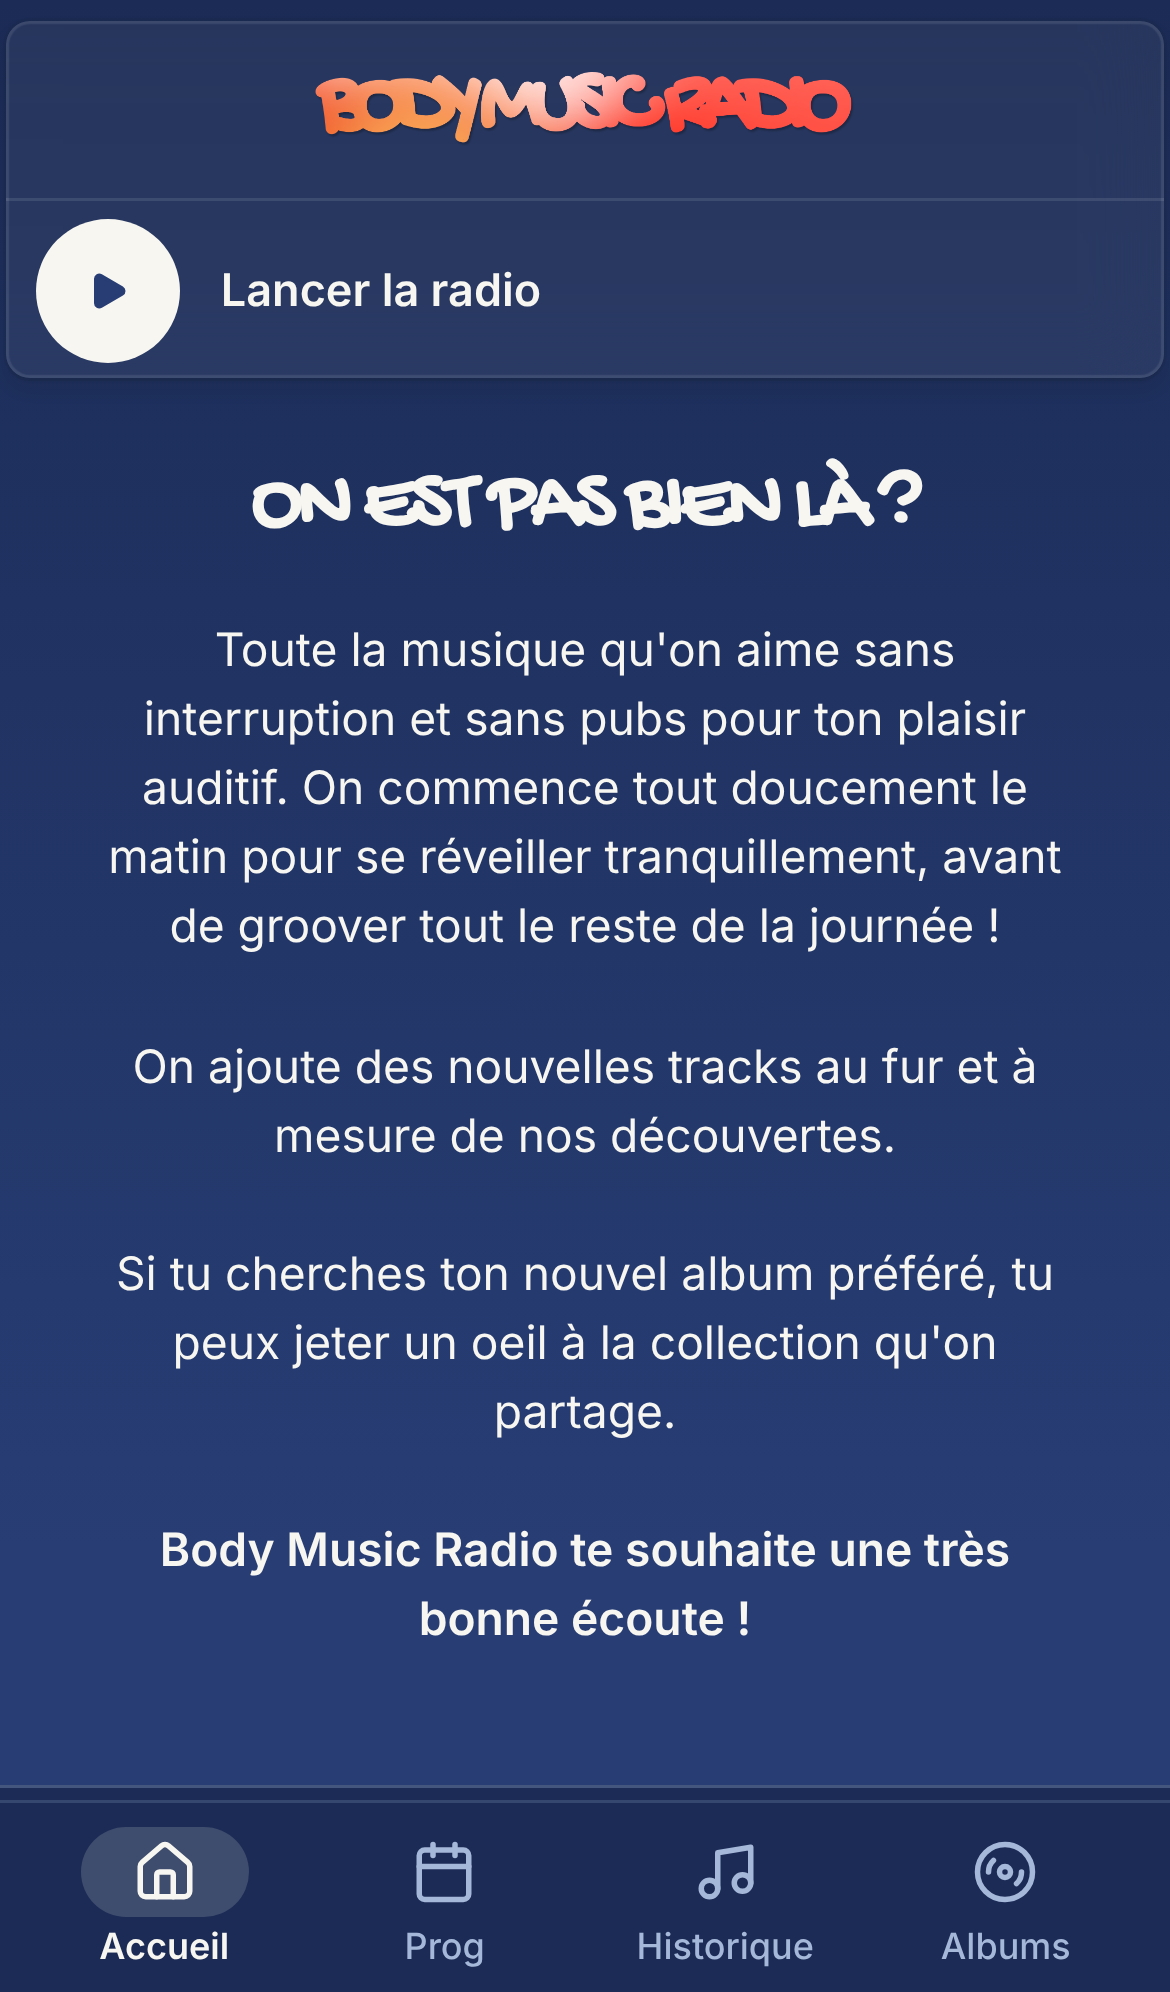 BODY MUSIC RADIO
Lancer la radio
ON EST PAS BIEN LÀ ?
Toute la musique qu'on aime sans
interruption et sans pubs pour ton plaisir
auditif. On commence tout doucement le
matin pour se réveiller tranquillement, avant
de groover tout le reste de la journée !
On ajoute des nouvelles tracks au fur et à
mesure de nos découvertes.
Si tu cherches ton nouvel album préféré, tu
peux jeter un oeil à la collection qu'on
partage.
Body Music Radio te souhaite une très
bonne écoute !
Accueil
Prog
Historique
Albums